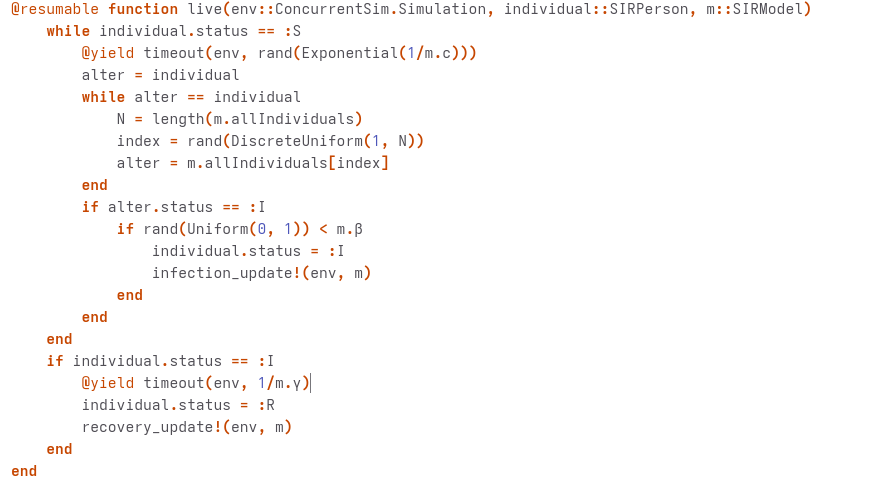 @resumable function live(env::ConcurrentSim.Simulation, individual::SIRPerson, m::SIRModel)
    while individual.status == :S
        @yield timeout(env, rand(Exponential(1/m.c)))
        alter = individual
        while alter == individual
            N = length(m.allIndividuals)
            index = rand(DiscreteUniform(1, N))
            alter = m.allIndividuals[index]
        end
        if alter.status == :I
            if rand(Uniform(0, 1)) < m.β
                individual.status = :I
                infection_update!(env, m)
            end
        end
    end
    if individual.status == :I
        @yield timeout(env, 1/m.γ)
        individual.status = :R
        recovery_update!(env, m)
    end
end